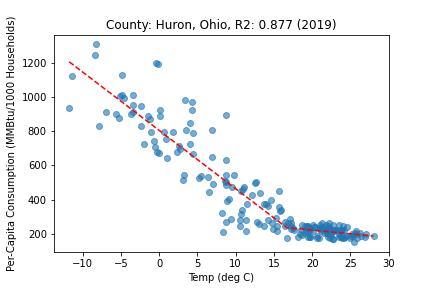 County: Huron, Ohio, R2: 0.877 (2019)
Per-Capita Consumption (MMBtu/1000 Households)
1200
1000
800
600
400
200
−10 −5 0 5 10 15 20 25 30
Temp (deg C)